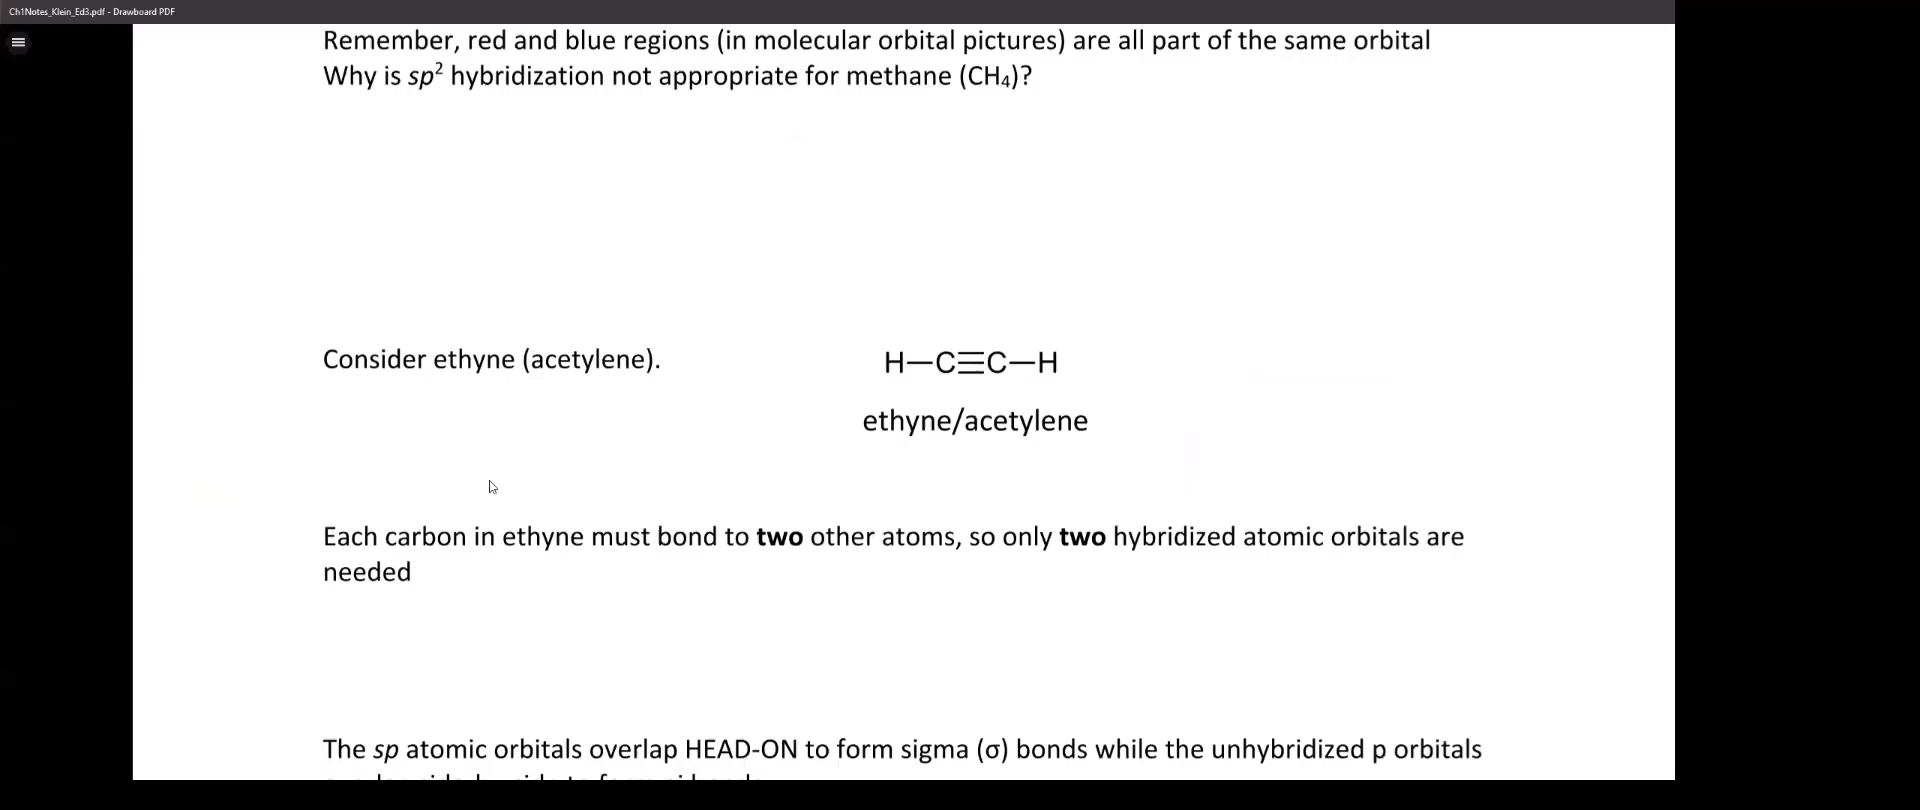 Ch1Notes_Klein_Ed3.pdf - Drawboard PDF
Remember, red and blue regions (in molecular orbital pictures) are all part of the same orbital
Why is sp² hybridization not appropriate for methane (CH₄)?
Consider ethyne (acetylene).
H—C≡C—H
ethyne/acetylene
Each carbon in ethyne must bond to two other atoms, so only two hybridized atomic orbitals are
needed
The sp atomic orbitals overlap HEAD-ON to form sigma (σ) bonds while the unhybridized p orbitals